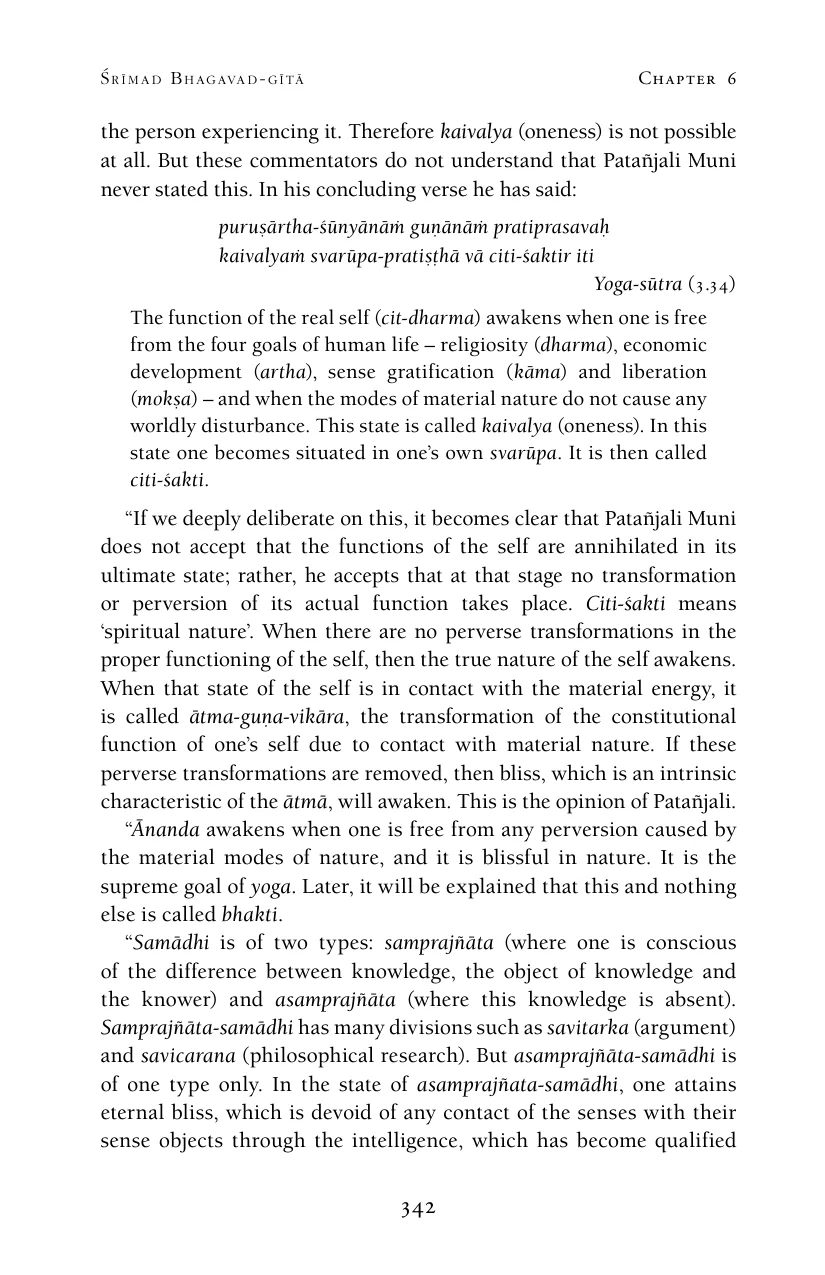 Śrīmad Bhagavad-gītā Chapter 6
the person experiencing it. Therefore kaivalya (oneness) is not possible
at all. But these commentators do not understand that Patañjali Muni
never stated this. In his concluding verse he has said:
puruṣārtha-śūnyānāṁ guṇānāṁ pratiprasavaḥ
kaivalyaṁ svarūpa-pratiṣṭhā vā citi-śaktir iti
Yoga-sūtra (3.34)
The function of the real self (cit-dharma) awakens when one is free
from the four goals of human life – religiosity (dharma), economic
development (artha), sense gratification (kāma) and liberation
(mokṣa) – and when the modes of material nature do not cause any
worldly disturbance. This state is called kaivalya (oneness). In this
state one becomes situated in one’s own svarūpa. It is then called
citi-śakti.
“If we deeply deliberate on this, it becomes clear that Patañjali Muni
does not accept that the functions of the self are annihilated in its
ultimate state; rather, he accepts that at that stage no transformation
or perversion of its actual function takes place. Citi-śakti means
‘spiritual nature’. When there are no perverse transformations in the
proper functioning of the self, then the true nature of the self awakens.
When that state of the self is in contact with the material energy, it
is called ātma-guṇa-vikāra, the transformation of the constitutional
function of one’s self due to contact with material nature. If these
perverse transformations are removed, then bliss, which is an intrinsic
characteristic of the ātmā, will awaken. This is the opinion of Patañjali.
“Ānanda awakens when one is free from any perversion caused by
the material modes of nature, and it is blissful in nature. It is the
supreme goal of yoga. Later, it will be explained that this and nothing
else is called bhakti.
“Samādhi is of two types: samprajñāta (where one is conscious
of the difference between knowledge, the object of knowledge and
the knower) and asamprajñāta (where this knowledge is absent).
Samprajñāta-samādhi has many divisions such as savitarka (argument)
and savicarana (philosophical research). But asamprajñāta-samādhi is
of one type only. In the state of asamprajñata-samādhi, one attains
eternal bliss, which is devoid of any contact of the senses with their
sense objects through the intelligence, which has become qualified
342